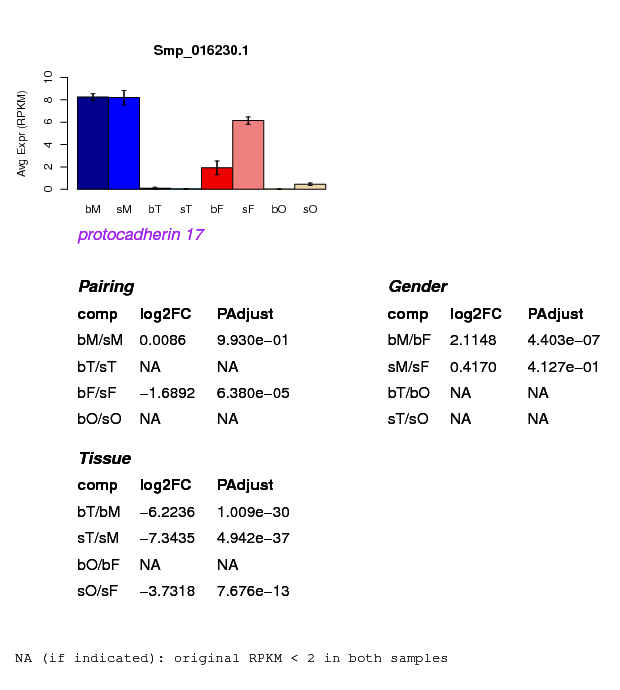 Smp_016230.1
Avg Expr (RPKM)
10
8
6
4
2
0
bM sM bT sT bF sF bO sO
protocadherin 17
Pairing
comp log2FC PAdjust
bM/sM 0.0086 9.930e−01
bT/sT NA NA
bF/sF −1.6892 6.380e−05
bO/sO NA NA
Gender
comp log2FC PAdjust
bM/bF 2.1148 4.403e−07
sM/sF 0.4170 4.127e−01
bT/bO NA NA
sT/sO NA NA
Tissue
comp log2FC PAdjust
bT/bM −6.2236 1.009e−30
sT/sM −7.3435 4.942e−37
bO/bF NA NA
sO/sF −3.7318 7.676e−13
NA (if indicated): original RPKM < 2 in both samples